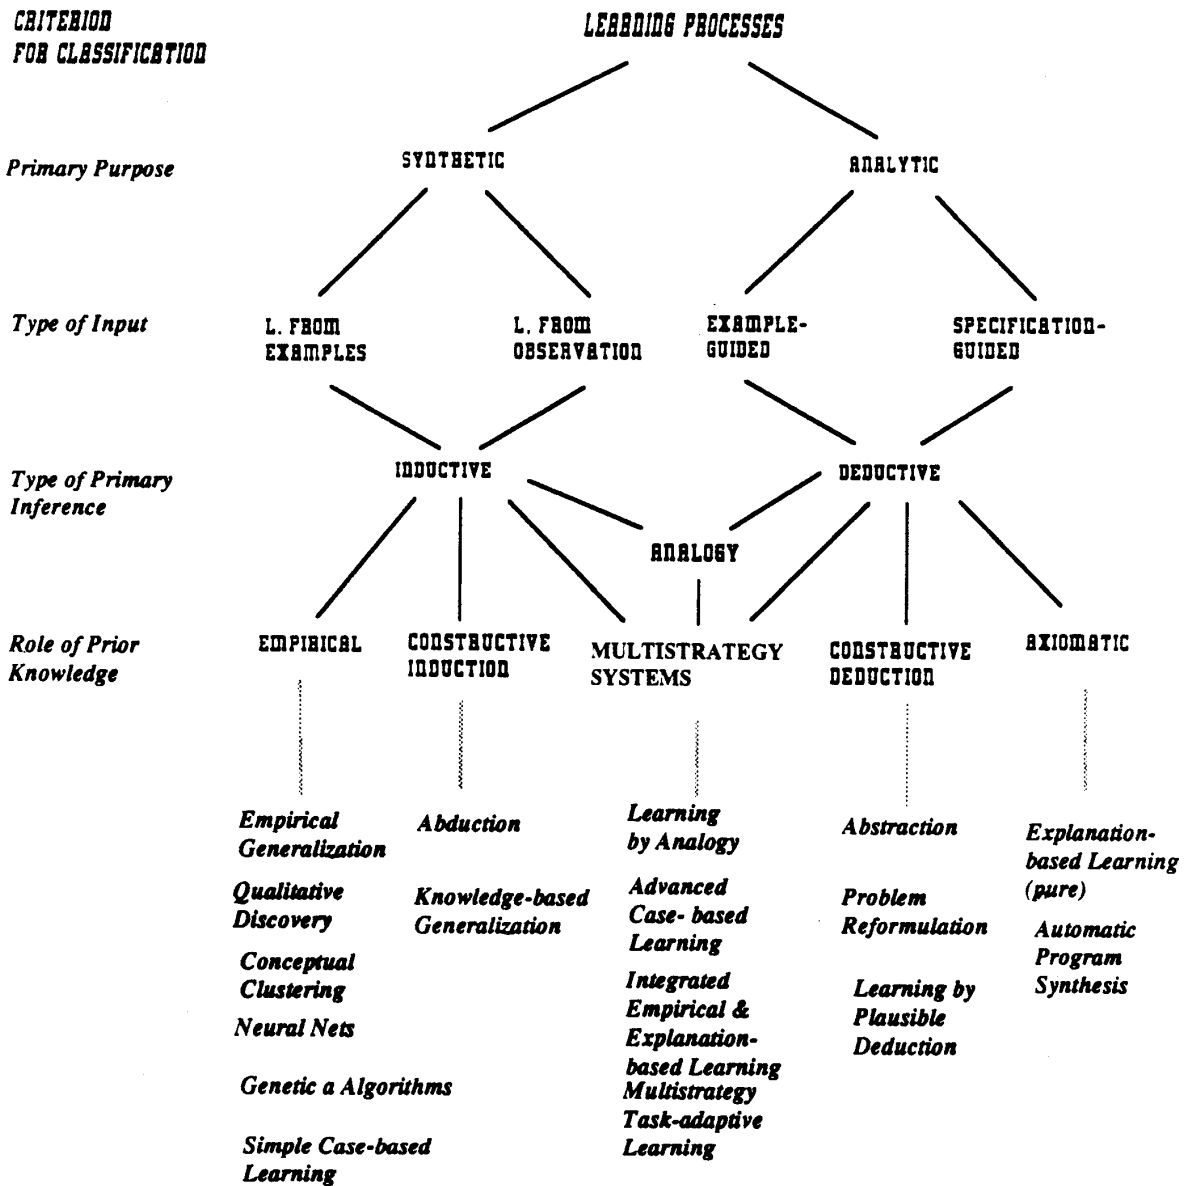 CRITERION
FOR CLASSIFICATION
LEARNING PROCESSES
Primary Purpose
SYNTHETIC
ANALYTIC
Type of Input
L. FROM
EXAMPLES
L. FROM
OBSERVATION
EXAMPLE-
GUIDED
SPECIFICATION-
GUIDED
Type of Primary
Inference
INDUCTIVE
DEDUCTIVE
ANALOGY
Role of Prior
Knowledge
EMPIRICAL
CONSTRUCTIVE
INDUCTION
MULTISTRATEGY
SYSTEMS
CONSTRUCTIVE
DEDUCTION
AXIOMATIC
Empirical
Generalization
Qualitative
Discovery
Conceptual
Clustering
Neural Nets
Genetic a Algorithms
Simple Case-based
Learning
Abduction
Knowledge-based
Generalization
Learning
by Analogy
Advanced
Case- based
Learning
Integrated
Empirical &
Explanation-
based Learning
Multistrategy
Task-adaptive
Learning
Abstraction
Problem
Reformulation
Learning by
Plausible
Deduction
Explanation-
based Learning
(pure)
Automatic
Program
Synthesis